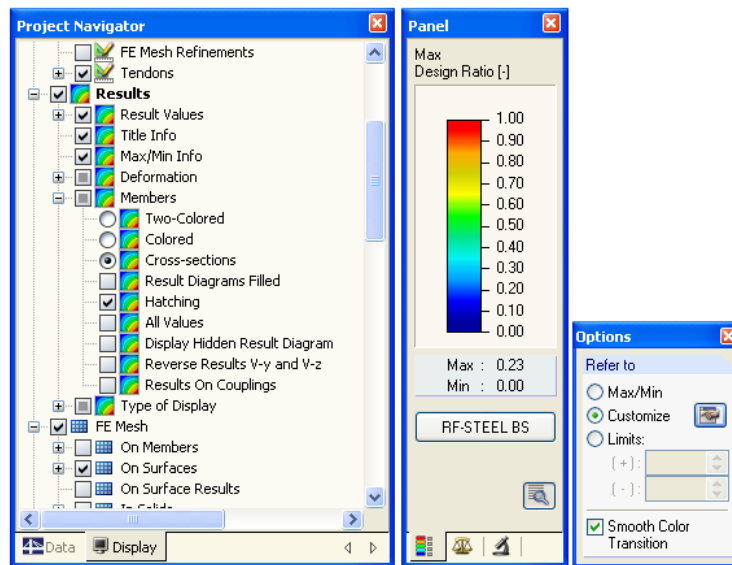 Project Navigator
FE Mesh Refinements
Tendons
Results
Result Values
Title Info
Max/Min Info
Deformation
Members
Two-Colored
Colored
Cross-sections
Result Diagrams Filled
Hatching
All Values
Display Hidden Result Diagram
Reverse Results V-y and V-z
Results On Couplings
Type of Display
FE Mesh
On Members
On Surfaces
On Surface Results
In Solids
Data
Display
Panel
Max
Design Ratio [-]
1.00
0.90
0.80
0.70
0.60
0.50
0.40
0.30
0.20
0.10
0.00
Max : 0.23
Min : 0.00
RF-STEEL BS
Options
Refer to
Max/Min
Customize
Limits:
(+):
(-):
Smooth Color
Transition